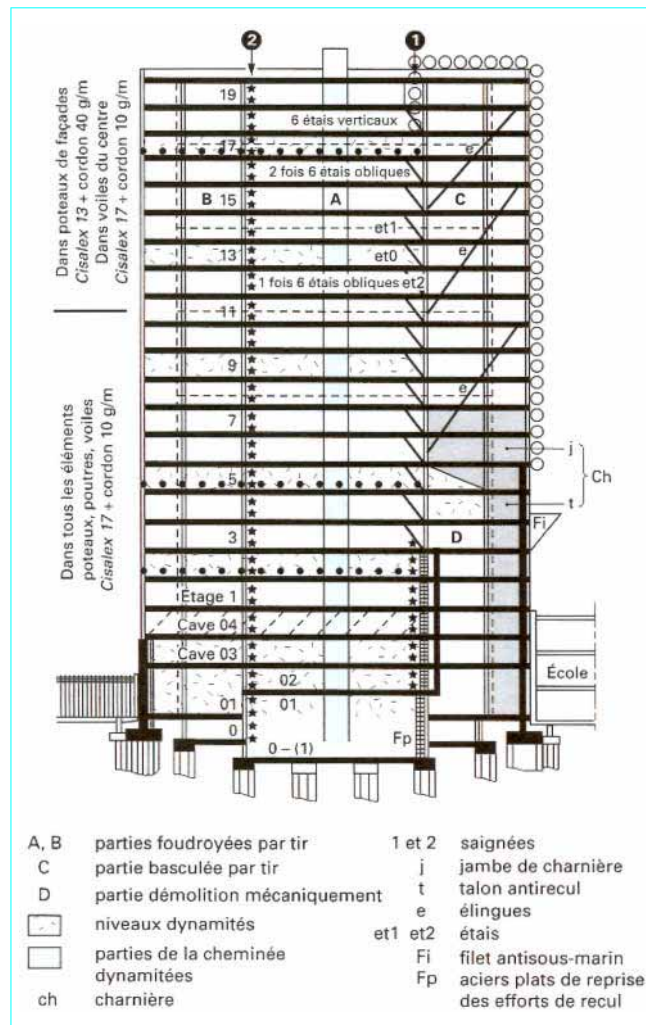 2
1
Dans poteaux de façades
Cisalex 13 + cordon 40 g/m
Dans voiles du centre
Cisalex 17 + cordon 10 g/m
Dans tous les éléments
poteaux, poutres, voiles
Cisalex 17 + cordon 10 g/m
19
6 étais verticaux
17
e
2 fois 6 étais obliques
B 15
A
C
et1
13
et0
e
1 fois 6 étais obliques et2
11
9
e
7
j
Ch
5
t
Fi
3
D
Étage 1
Cave 04
Cave 03
École
02
01
01
0
Fp
0 – (1)
A, B parties foudroyées par tir
C partie basculée par tir
D partie démolition mécaniquement
niveaux dynamités
parties de la cheminée
dynamitées
ch charnière
1 et 2 saignées
j jambe de charnière
t talon antirecul
e élingues
et1 et2 étais
Fi filet antisous-marin
Fp aciers plats de reprise
des efforts de recul